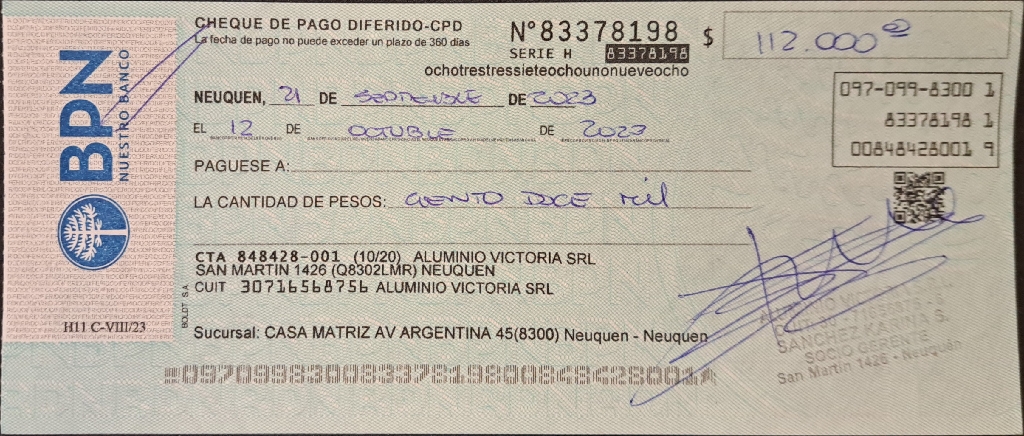 CHEQUE DE PAGO DIFERIDO-CPD
La fecha de pago no puede exceder un plazo de 360 días
Nº83378198
SERIE H 83378198
ochotrestressieteochounonueveocho
$ 112.000
BPN
NUESTRO BANCO
NEUQUEN, 21 DE SEPTIEMBRE DE 2023
EL 12 DE OCTUBRE DE 2023
097-099-8300 1
83378198 1
00848428001 9
PAGUESE A:
LA CANTIDAD DE PESOS: CIENTO DOCE MIL
CTA 848428-001 (10/20) ALUMINIO VICTORIA SRL
SAN MARTIN 1426 (Q8302LMR) NEUQUEN
CUIT 30716568756 ALUMINIO VICTORIA SRL
BOLDT S.A
H11 C-VIII/23
Sucursal: CASA MATRIZ AV ARGENTINA 45(8300) Neuquen - Neuquen
ALUMINIO VICTORIA S.R.L.
SANCHEZ KARINA S.
SOCIO GERENTE
San Martin 1426 - Neuquén